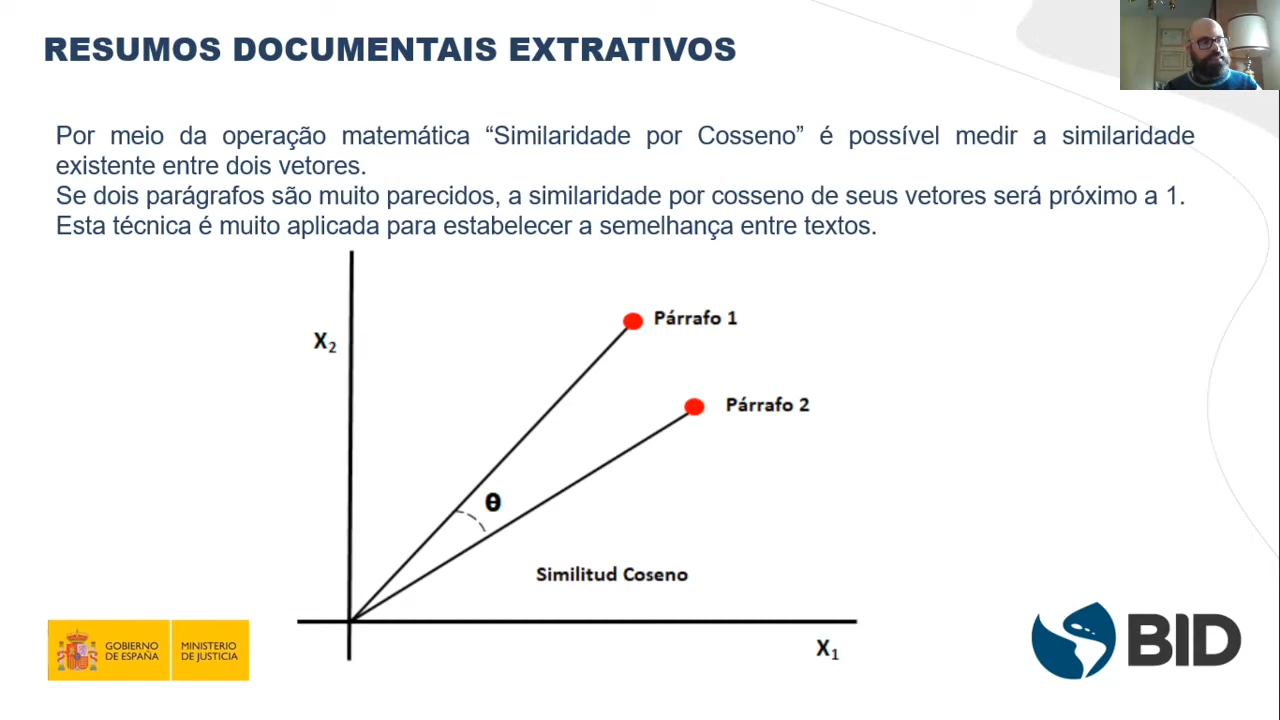 RESUMOS DOCUMENTAIS EXTRATIVOS
Por meio da operação matemática “Similaridade por Cosseno” é possível medir a similaridade
existente entre dois vetores.
Se dois parágrafos são muito parecidos, a similaridade por cosseno de seus vetores será próximo a 1.
Esta técnica é muito aplicada para estabelecer a semelhança entre textos.
Párrafo 1
X₂
Párrafo 2
θ
Similitud Coseno
X₁
GOBIERNO
DE ESPAÑA
MINISTERIO
DE JUSTICIA
BID